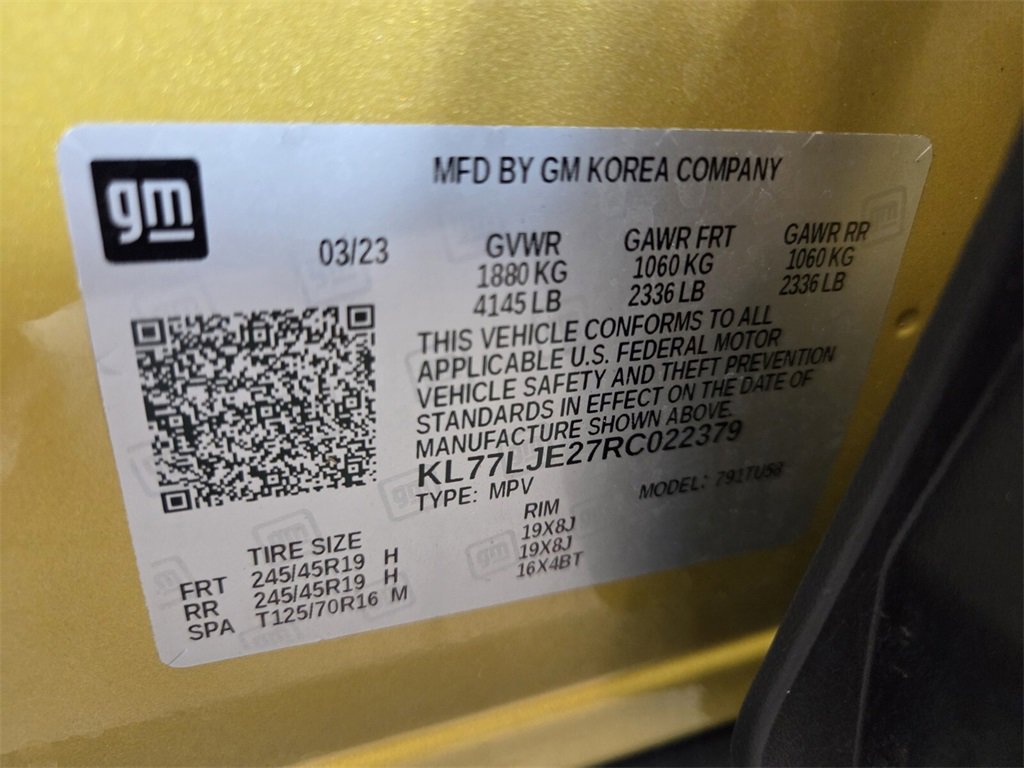 gm
MFD BY GM KOREA COMPANY
03/23
GVWR
1880 KG
4145 LB
GAWR FRT
1060 KG
2336 LB
GAWR RR
1060 KG
2336 LB
THIS VEHICLE CONFORMS TO ALL
APPLICABLE U.S. FEDERAL MOTOR
VEHICLE SAFETY AND THEFT PREVENTION
STANDARDS IN EFFECT ON THE DATE OF
MANUFACTURE SHOWN ABOVE.
KL77LJE27RC022379
TYPE: MPV
MODEL:
TIRE SIZE RIM
FRT 245/45R19 H 19X8J
RR 245/45R19 H 19X8J
SPA T125/70R16 M 16X4BT